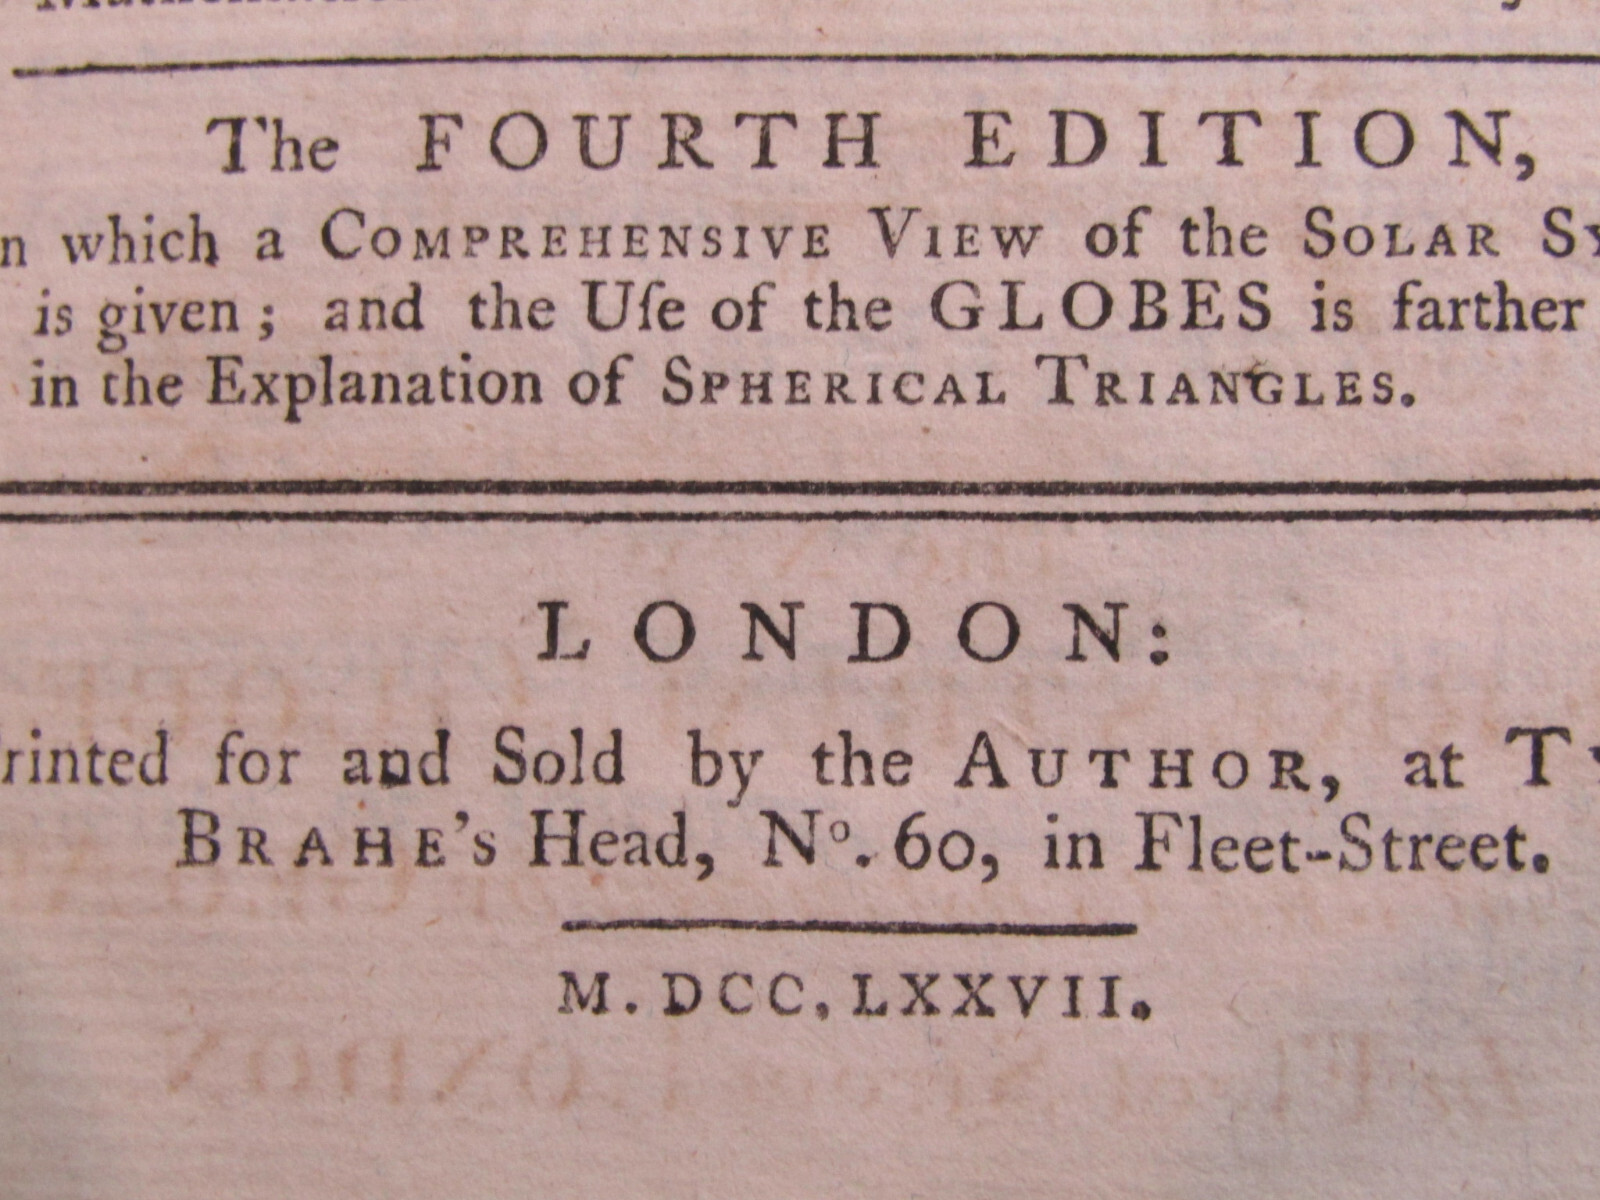 The FOURTH EDITION,
which a COMPREHENSIVE VIEW of the SOLAR
is given; and the Uſe of the GLOBES is farther
in the Explanation of SPHERICAL TRIANGLES.
LONDON:
rinted for and Sold by the AUTHOR, at
BRAHE's Head, Nº. 60, in Fleet-Street.
M.DCC.LXXVII.